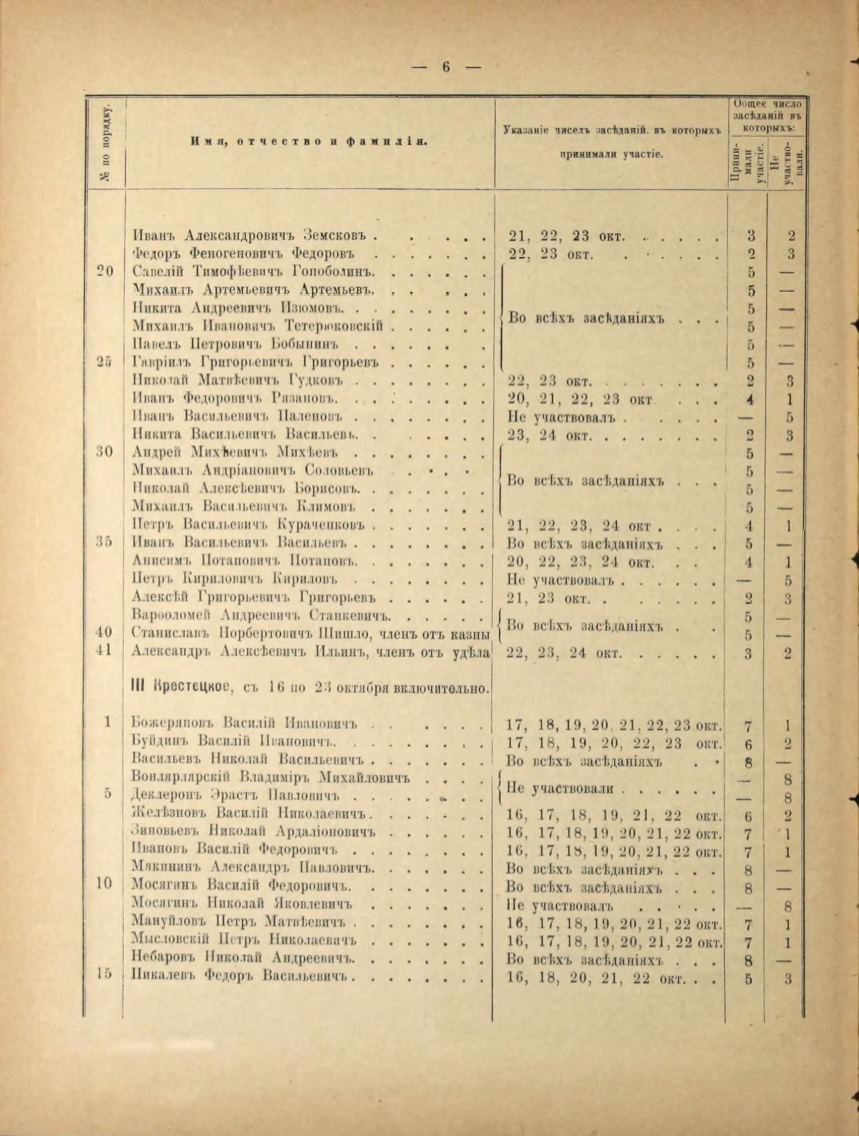 — 6 —
№ по порядку.
Имя, отчество и фамилія.
Указаніе чиселъ засѣданій, въ которыхъ принимали участіе.
Общее число засѣданій въ которыхъ:
Прини-мали участіе.
Не участво-вали.
Иванъ Александровичъ Земсковъ . . . . . . 21, 22, 23 окт. . . . . . . 3 2
Федоръ Феногеновичъ Федоровъ . . . . . . . 22, 23 окт. . . . . . . 2 3
20 Савелій Тимофѣевичъ Гоноболинъ. . . . . . . 5 —
Михаилъ Артемьевичъ Артемьевъ. . . . . . 5 —
Никита Андреевичъ Изюмовъ. . . . . . . . 5 —
Михаилъ Ивановичъ Тетерюковскій . . . . . . Во всѣхъ засѣданіяхъ . . . 5 —
Павелъ Петровичъ Бобынинъ . . . . . . . 5 —
25 Гавріилъ Григорьевичъ Григорьевъ . . . . . . 5 —
Николай Матвѣевичъ Гудковъ . . . . . . . . 22, 23 окт. . . . . . . . 2 3
Иванъ Федоровичъ Рязановъ. . . . . . . . 20, 21, 22, 23 окт . . . 4 1
Иванъ Васильевичъ Паленовъ . . . . . . . . Не участвовалъ . . . . . . — 5
Никита Васильевичъ Васильевъ. . . . . . . 23, 24 окт. . . . . . . . 2 3
30 Андрей Михѣевичъ Михѣевъ . . . . . . . . 5 —
Михаилъ Андріановичъ Соловьевъ . . . 5 —
Николай Алексѣевичъ Борисовъ. . . . . . . . Во всѣхъ засѣданіяхъ . . . 5 —
Михаилъ Васильевичъ Климовъ . . . . . . . 5 —
Петръ Васильевичъ Кураченковъ . . . . . . . 21, 22, 23, 24 окт . . . . 4 1
35 Иванъ Васильевичъ Васильевъ . . . . . . . . Во всѣхъ засѣданіяхъ . . . 5 —
Анисимъ Потаповичъ Потаповъ. . . . . . . . 20, 22, 23, 24 окт. . . 4 1
Петръ Кириловичъ Кириловъ . . . . . . . . Не участвовалъ . . . . . . — 5
Алексѣй Григорьевичъ Григорьевъ . . . . . . 21, 23 окт. . . . . . . 2 3
Варѳоломей Андреевичъ Станкевичъ. . . . . . 5 —
40 Станиславъ Норбертовичъ Шишло, членъ отъ казны Во всѣхъ засѣданіяхъ . . 5 —
41 Александръ Алексѣевичъ Ильинъ, членъ отъ удѣла 22, 23, 24 окт. . . . . . 3 2
III Крестецкое, съ 16 по 23 октября включительно.
1 Божеряновъ Василій Ивановичъ . . . . . . 17, 18, 19, 20, 21, 22, 23 окт. 7 1
Буйдинъ Василій Ивановичъ. . . . . . . . . 17, 18, 19, 20, 22, 23 окт. 6 2
Васильевъ Николай Васильевичъ . . . . . . . Во всѣхъ засѣданіяхъ . . 8 —
Вонлярлярскій Владиміръ Михайловичъ . . . . — 8
5 Деклеронъ Эрастъ Павловичъ . . . . . . . . Не участвовали . . . . . . — 8
Желѣзновъ Василій Николаевичъ . . . . . . . 16, 17, 18, 19, 21, 22 окт. 6 2
Зиновьевъ Николай Ардаліоновичъ . . . . . . 16, 17, 18, 19, 20, 21, 22 окт. 7 1
Ивановъ Василій Федоровичъ . . . . . . . . 16, 17, 18, 19, 20, 21, 22 окт. 7 1
Мякининъ Александръ Павловичъ. . . . . . . Во всѣхъ засѣданіяхъ . . . 8 —
10 Мосягинъ Василій Федоровичъ. . . . . . . . Во всѣхъ засѣданіяхъ . . . 8 —
Мосягинъ Николай Яковлевичъ . . . . . . . Не участвовалъ . . . . . — 8
Мануйловъ Петръ Матвѣевичъ . . . . . . . . 16, 17, 18, 19, 20, 21, 22 окт. 7 1
Мысловскій Петръ Николаевичъ . . . . . . . 16, 17, 18, 19, 20, 21, 22 окт. 7 1
Небаровъ Николай Андреевичъ. . . . . . . . Во всѣхъ засѣданіяхъ . . . 8 —
15 Пикалевъ Федоръ Васильевичъ . . . . . . . . 16, 18, 20, 21, 22 окт. . . 5 3